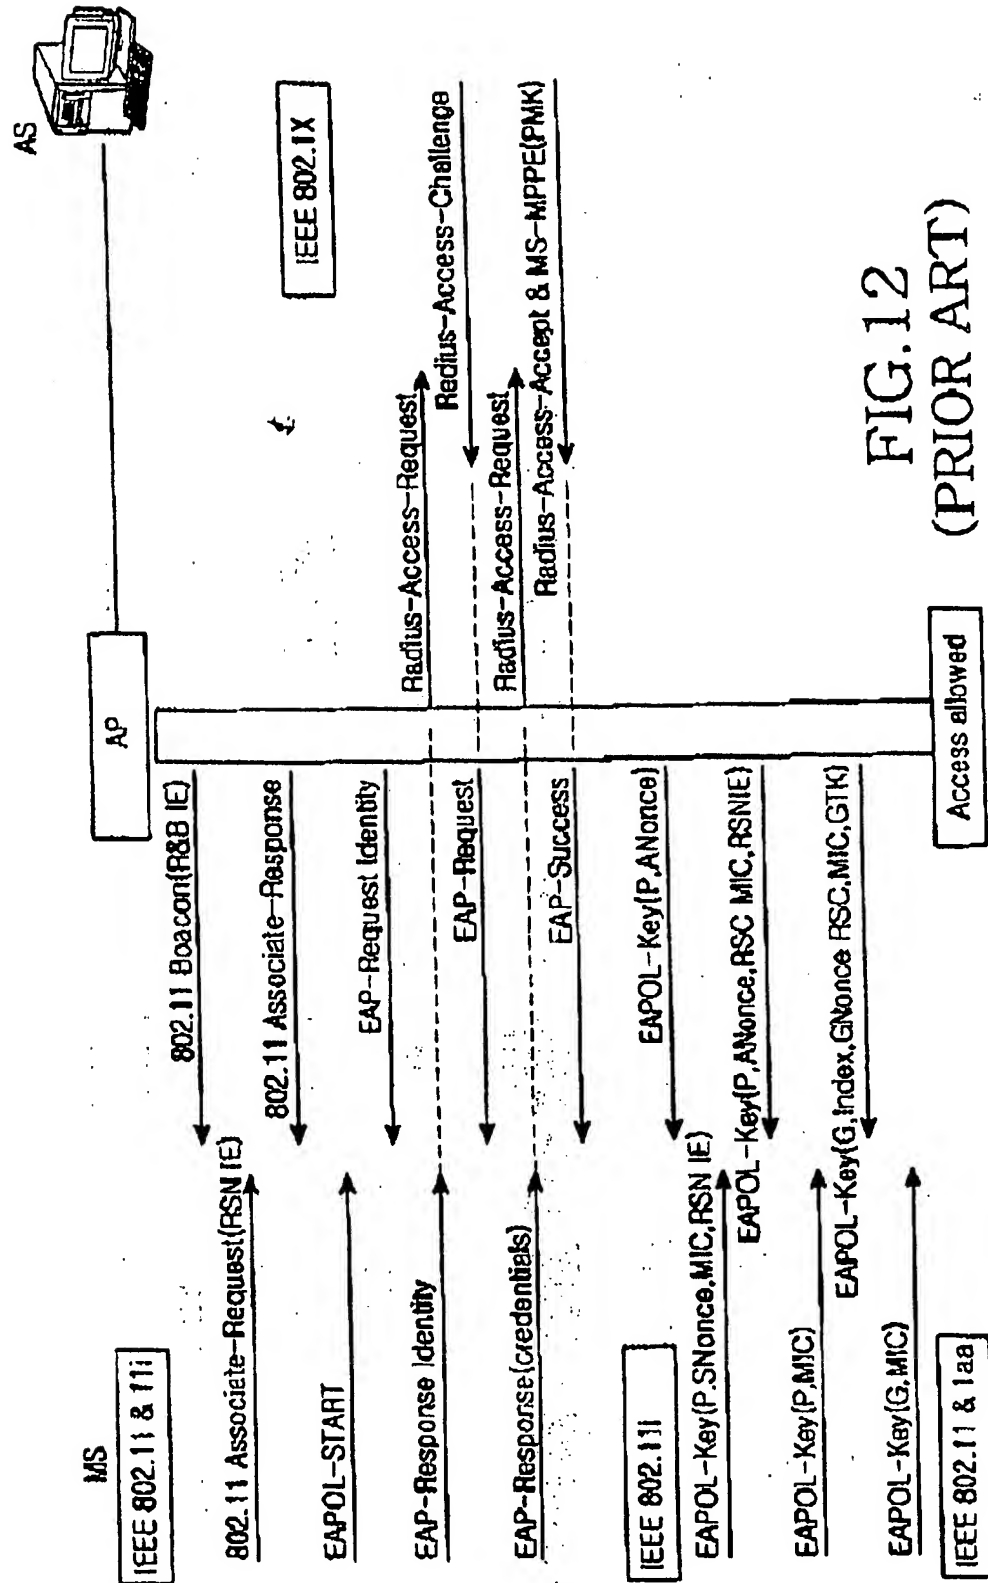 MS
AP
AS
IEEE 802.11 & 11i
IEEE 802.1X
802.11 Boacon(R&B IE)
802.11 Associate-Request(RSN IE)
802.11 Associate-Response
EAPOL-START
EAP-Request Identity
EAP-Response Identity
Radius-Access-Request
Redius-Access-Challenge
EAP-Request
EAP-Response(credentials)
Radius-Access-Request
Radius-Access-Accept & MS-MPPE(PMK)
EAP-Success
IEEE 802.11i
EAPOL-Key(P,ANonce)
EAPOL-Key(P.SNonce,MIC,RSN IE)
EAPOL-Key(P,ANonce,RSC MIC,RSNIE)
EAPOL-Key(P,MIC)
EAPOL-Key(G,Index,GNonce RSC,MIC,GTK)
EAPOL-Key(G,MIC)
IEEE 802.11 & 1aa
Access allowed
FIG.12
(PRIOR ART)